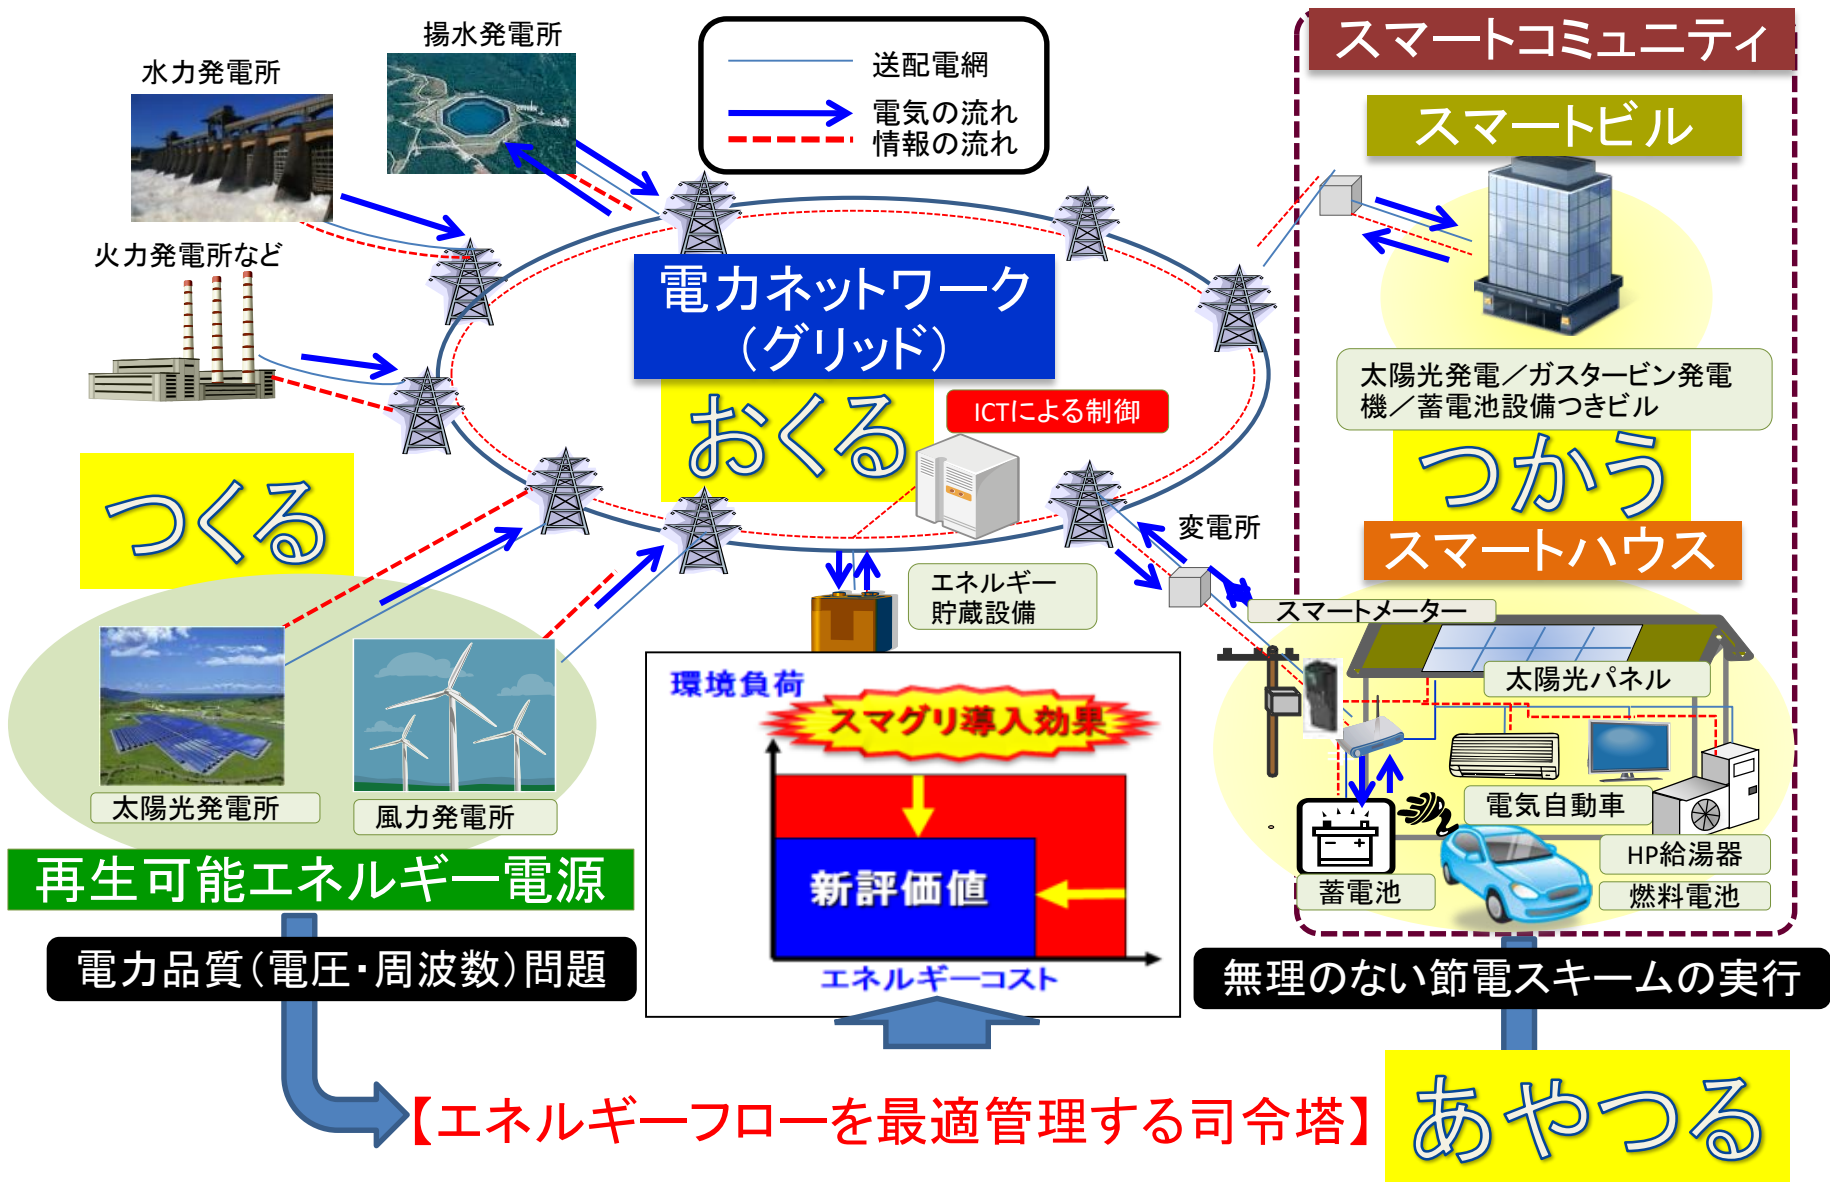 揚水発電所
水力発電所
火力発電所など
送配電網
電気の流れ
情報の流れ
スマートコミュニティ
スマートビル
太陽光発電／ガスタービン発電
機／蓄電池設備つきビル
電力ネットワーク
（グリッド）
おくる
ICTによる制御
つくる
つかう
スマートハウス
変電所
エネルギー
貯蔵設備
スマートメーター
太陽光パネル
電気自動車
HP給湯器
燃料電池
蓄電池
太陽光発電所
風力発電所
再生可能エネルギー電源
電力品質（電圧・周波数）問題
環境負荷
スマグリ導入効果
新評価値
エネルギーコスト
無理のない節電スキームの実行
【エネルギーフローを最適管理する司令塔】
あやつる